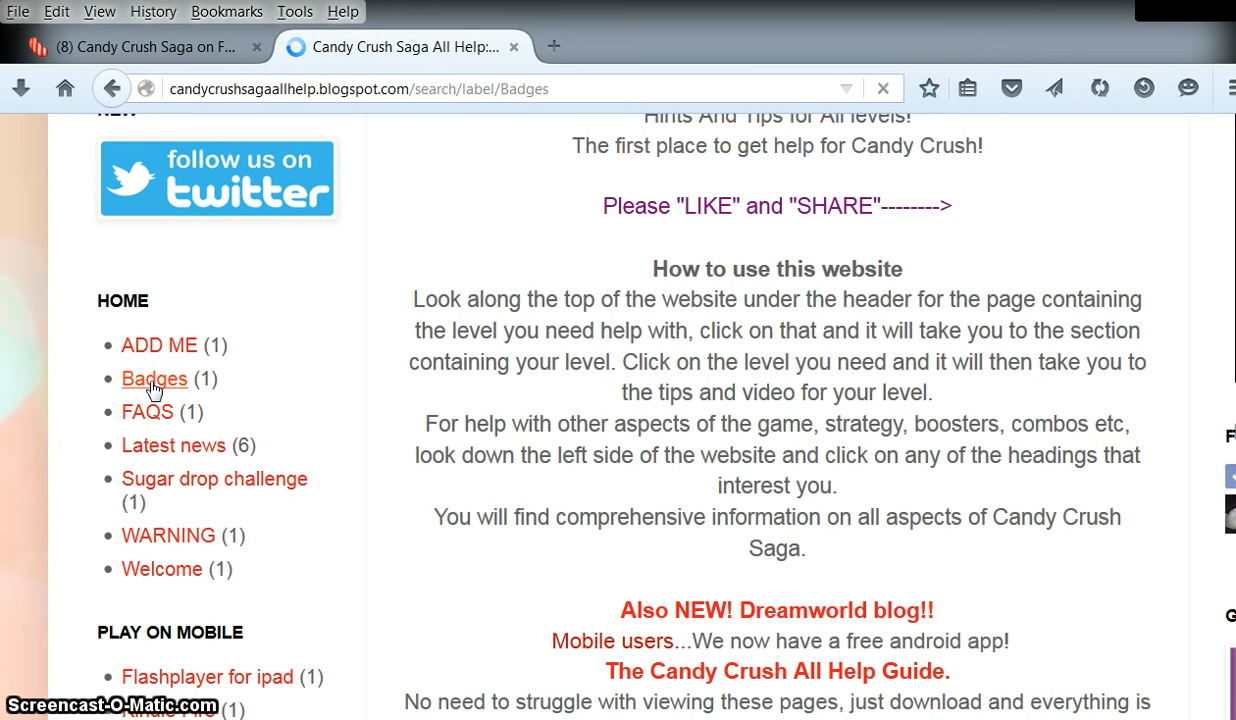 File Edit View History Bookmarks Tools Help
(8) Candy Crush Saga on F... × Candy Crush Saga All Help:... ×
candycrushsagaallhelp.blogspot.com/search/label/Badges
NEW
follow us on
twitter
HOME
ADD ME (1)
Badges (1)
FAQS (1)
Latest news (6)
Sugar drop challenge
(1)
WARNING (1)
Welcome (1)
PLAY ON MOBILE
Flashplayer for ipad (1)
Kindle Fire (1)
Hints And Tips for All levels!
The first place to get help for Candy Crush!
Please "LIKE" and "SHARE"-------->
How to use this website
Look along the top of the website under the header for the page containing
the level you need help with, click on that and it will take you to the section
containing your level. Click on the level you need and it will then take you to
the tips and video for your level.
For help with other aspects of the game, strategy, boosters, combos etc,
look down the left side of the website and click on any of the headings that
interest you.
You will find comprehensive information on all aspects of Candy Crush
Saga.
Also NEW! Dreamworld blog!!
Mobile users...We now have a free android app!
The Candy Crush All Help Guide.
No need to struggle with viewing these pages, just download and everything is
Screencast-O-Matic.com